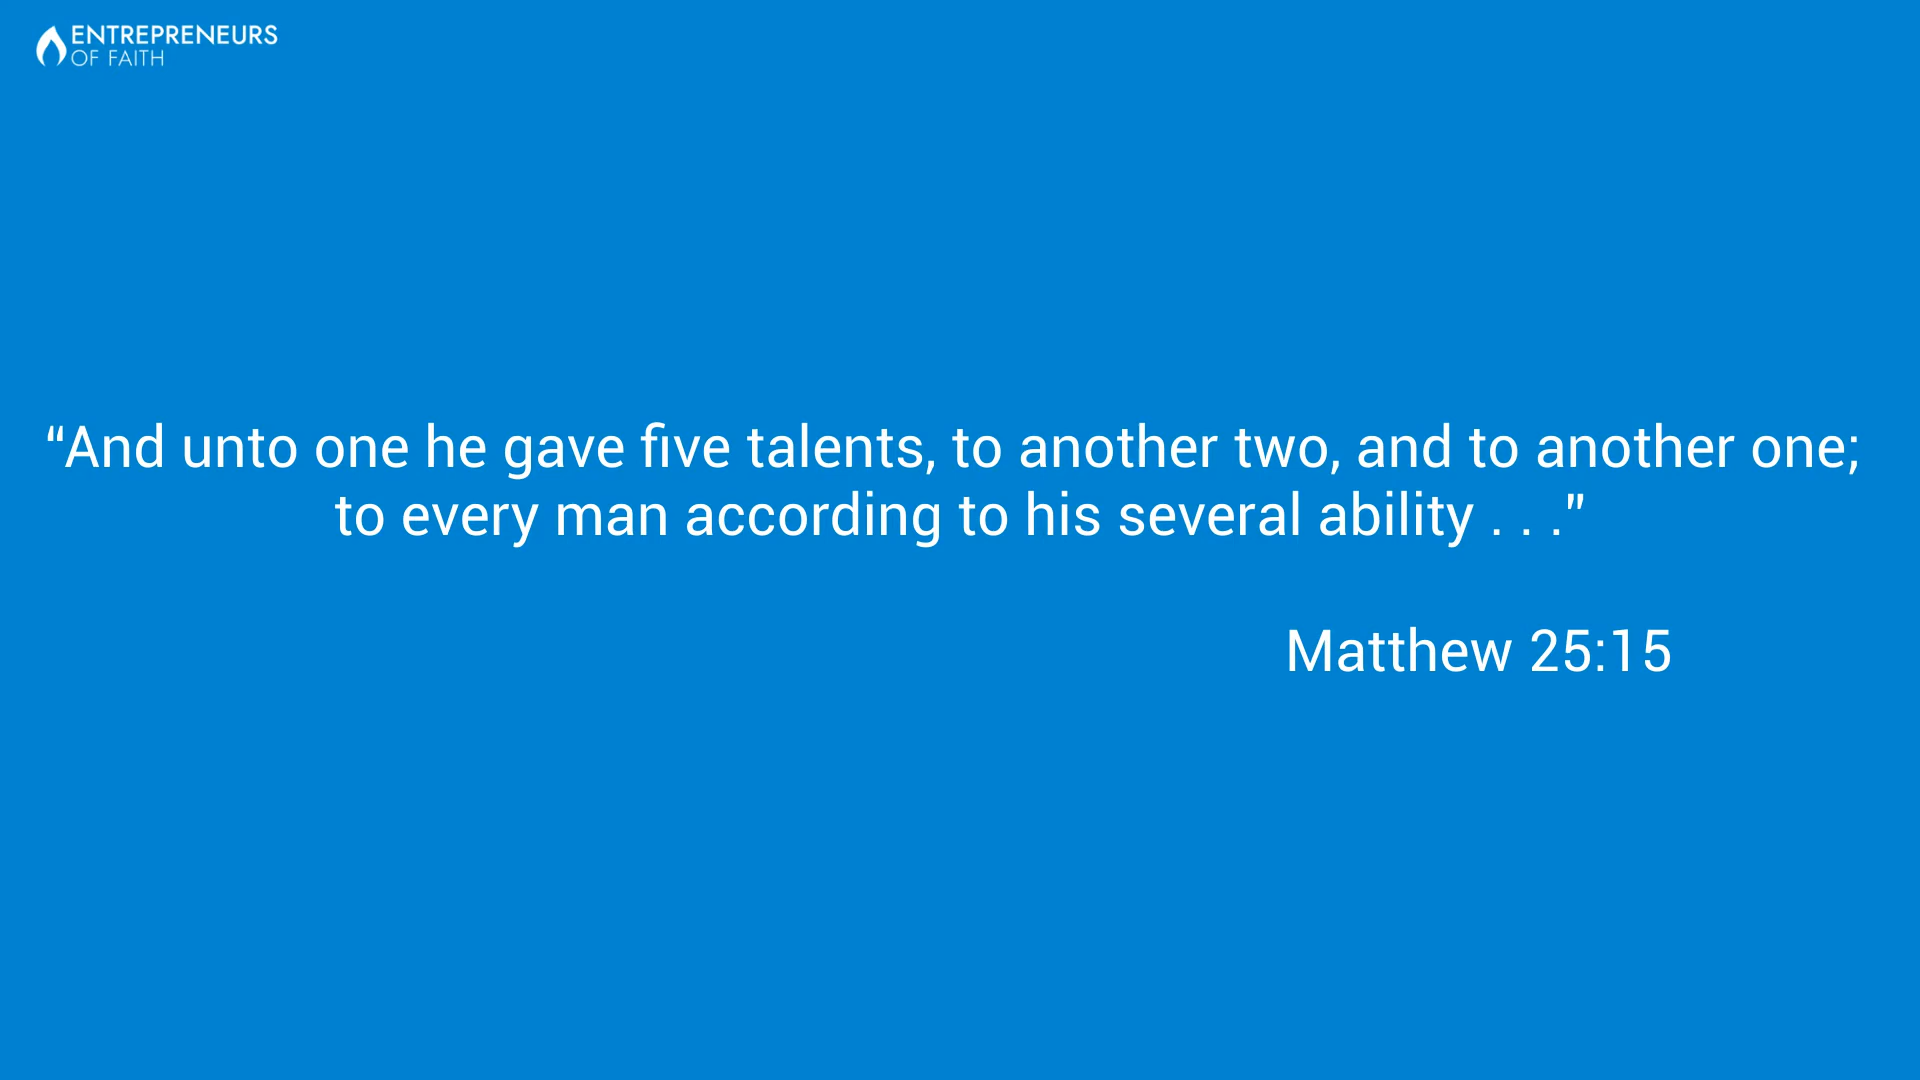 ENTREPRENEURS
OF FAITH
“And unto one he gave five talents, to another two, and to another one;
to every man according to his several ability . . .”
Matthew 25:15